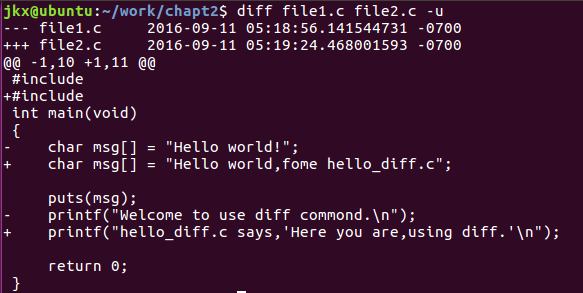 jkx@ubuntu:~/work/chapt2$ diff file1.c file2.c -u
--- file1.c     2016-09-11 05:18:56.141544731 -0700
+++ file2.c     2016-09-11 05:19:24.468001593 -0700
@@ -1,10 +1,11 @@
 #include
+#include
 int main(void)
 {
-    char msg[] = "Hello world!";
+    char msg[] = "Hello world,fome hello_diff.c";

     puts(msg);
-    printf("Welcome to use diff commond.\n");
+    printf("hello_diff.c says,'Here you are,using diff.'\n");

     return 0;
 }